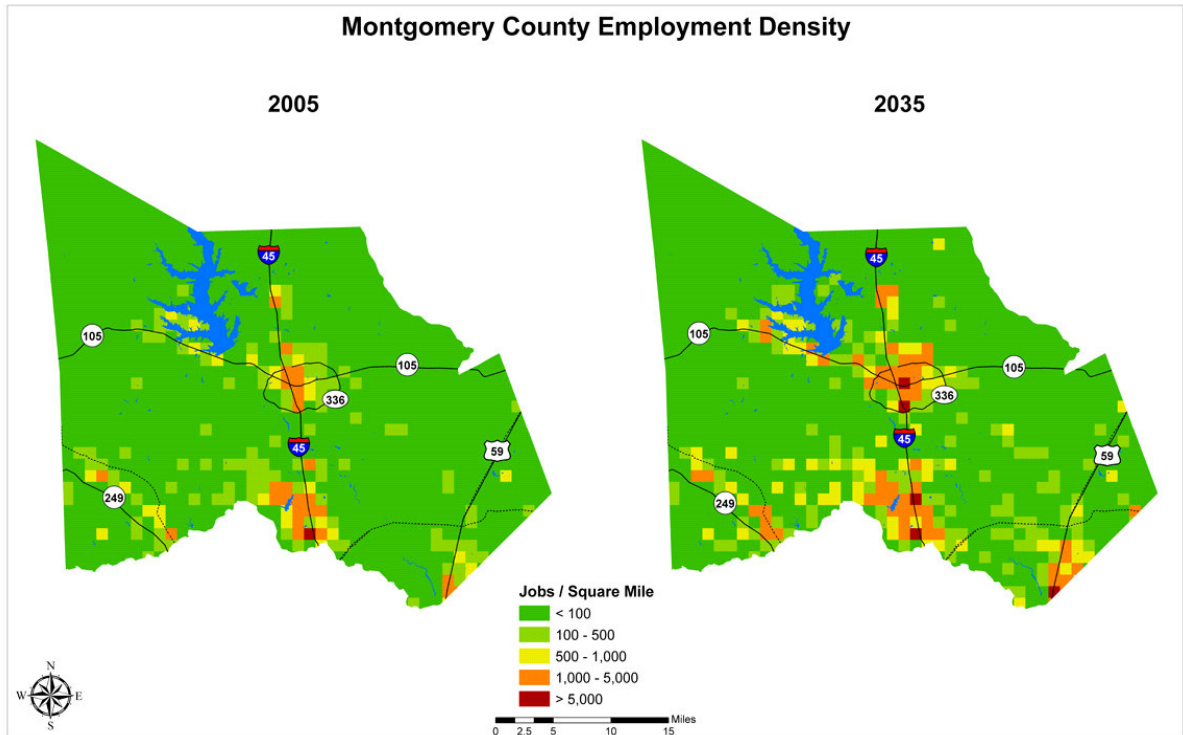 Montgomery County Employment Density
2005
2035
45
105
105
336
45
59
249
45
105
105
336
45
59
249
Jobs / Square Mile
< 100
100 - 500
500 - 1,000
1,000 - 5,000
> 5,000
N
W E
S
Miles
0 2.5 5 10 15